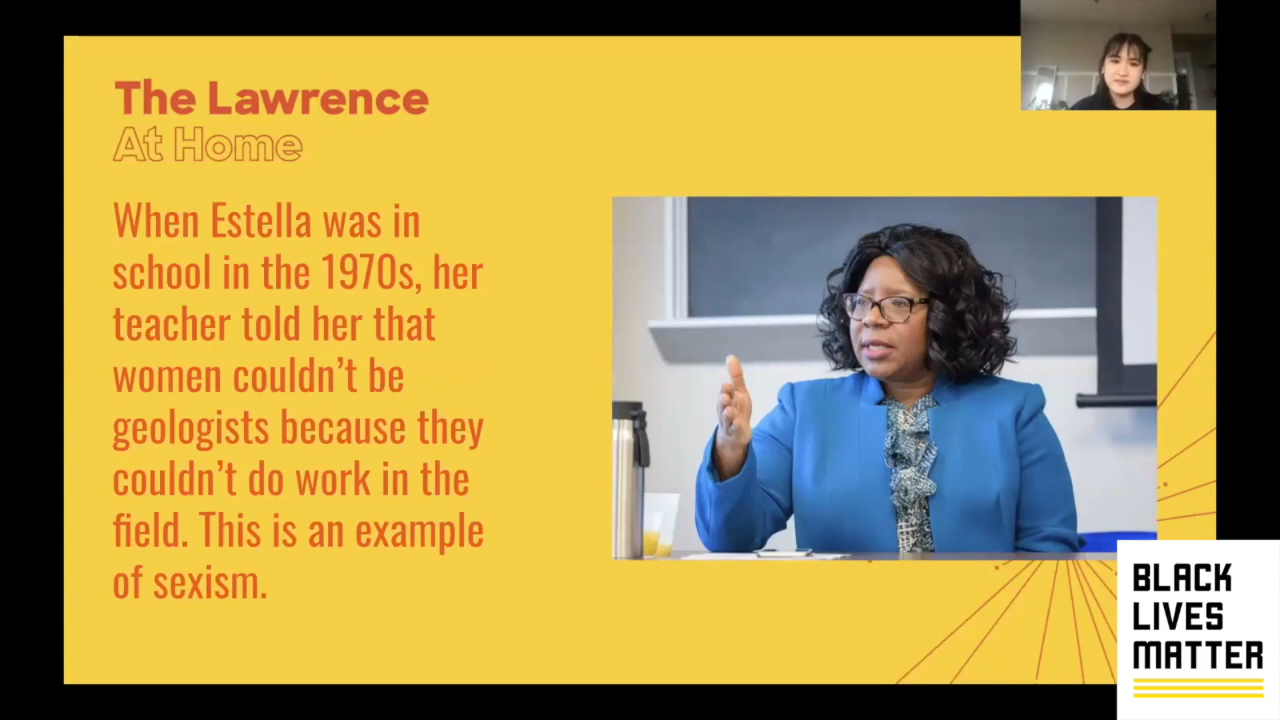 The Lawrence
At Home
When Estella was in
school in the 1970s, her
teacher told her that
women couldn’t be
geologists because they
couldn’t do work in the
field. This is an example
of sexism.
BLACK
LIVES
MATTER